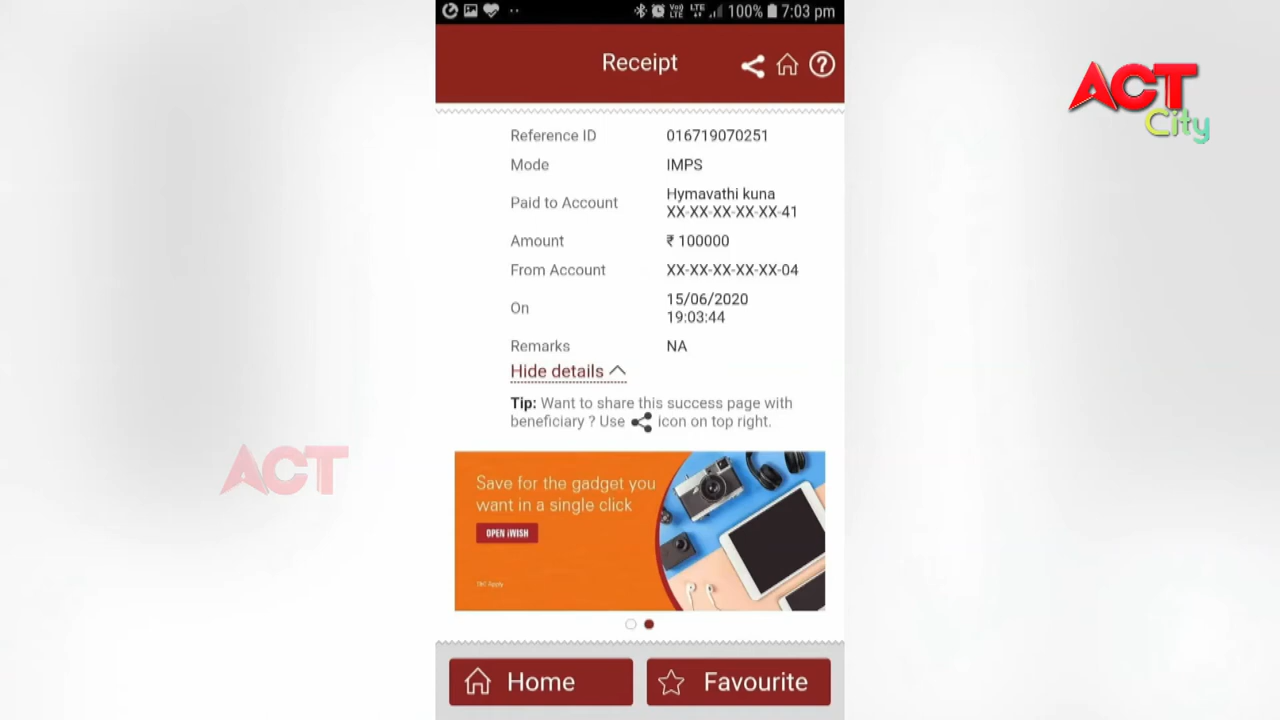 100% 7:03 pm
Receipt
ACT
City
Reference ID 016719070251
Mode IMPS
Paid to Account Hymavathi kuna
XX-XX-XX-XX-XX-41
Amount ₹ 100000
From Account XX-XX-XX-XX-XX-04
On 15/06/2020
19:03:44
Remarks NA
Hide details
Tip: Want to share this success page with
beneficiary ? Use icon on top right.
ACT
Save for the gadget you
want in a single click
OPEN iWISH
T&C Apply
Home
Favourite